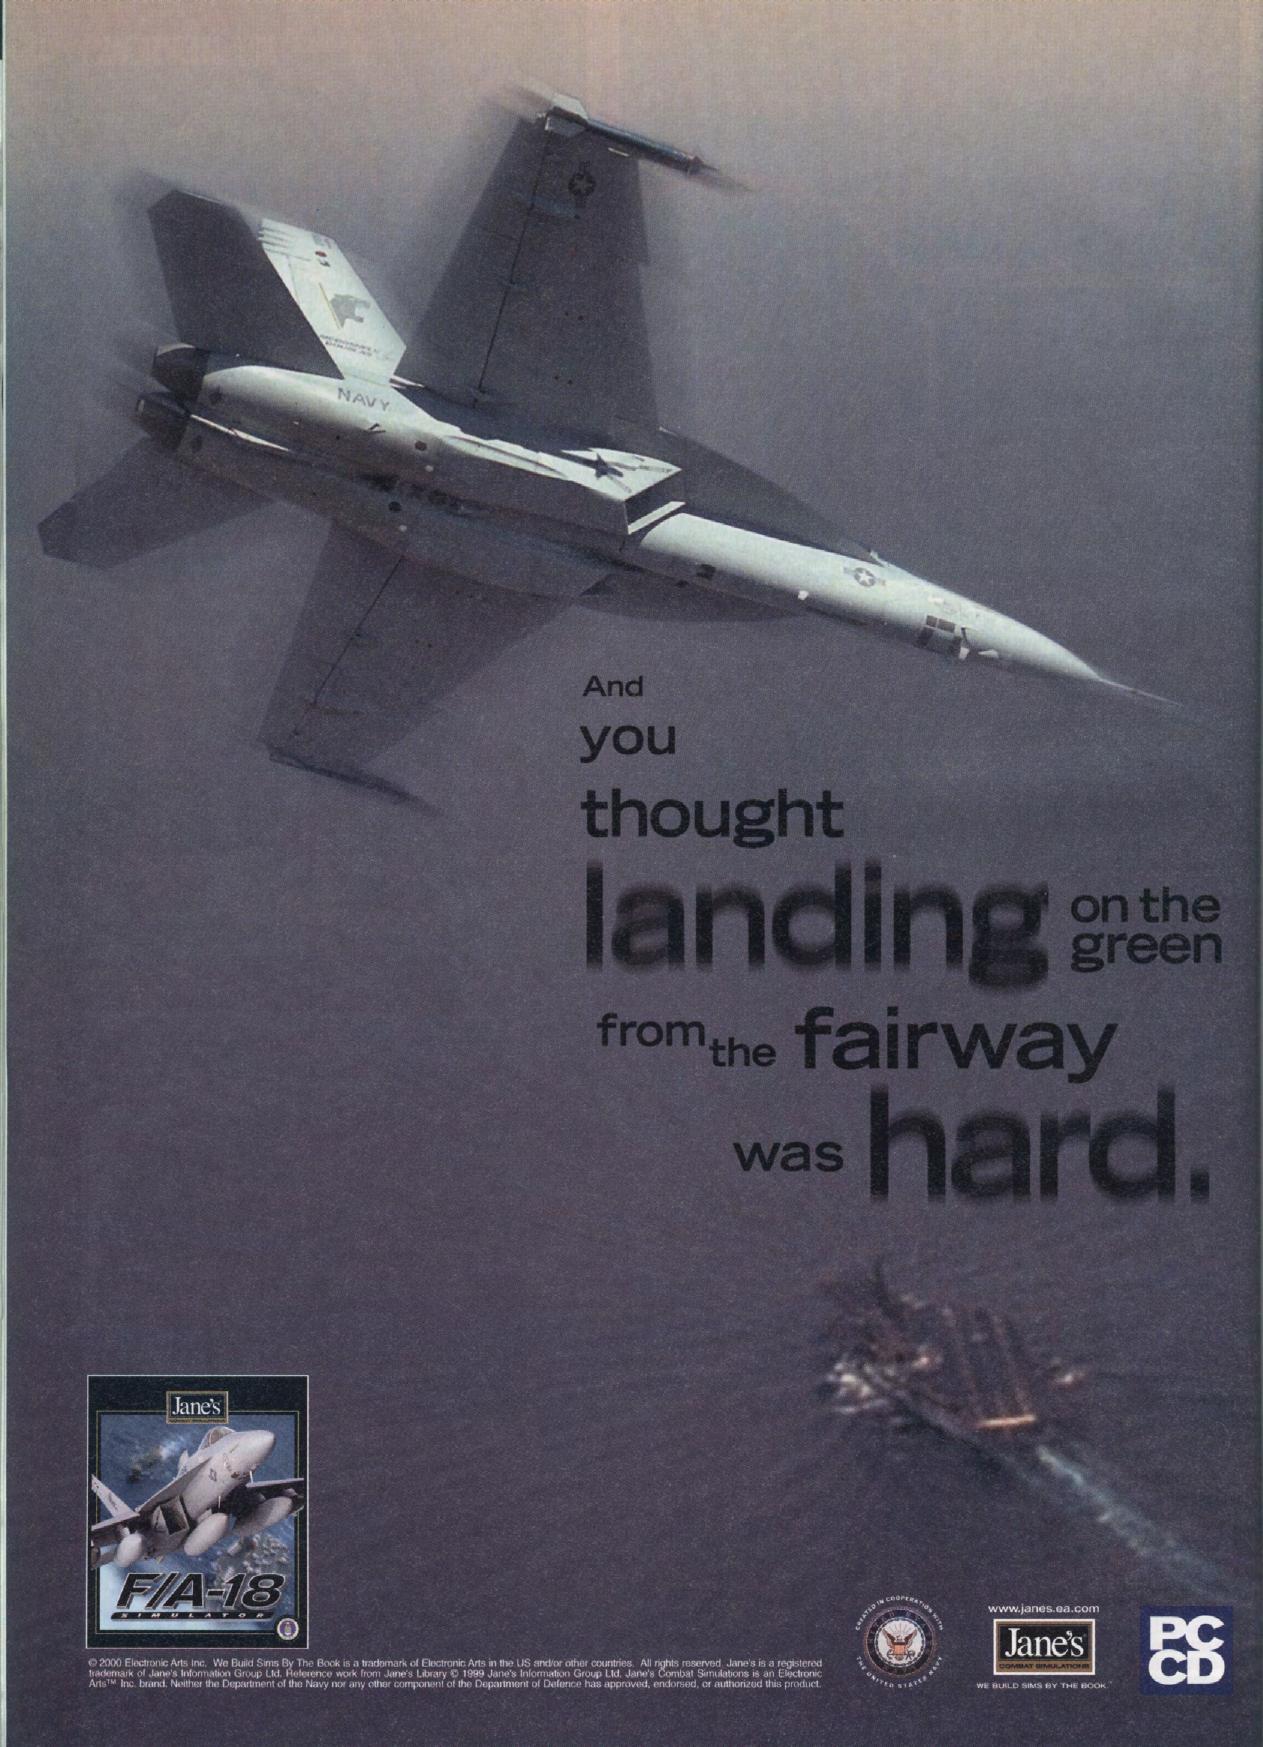 NAVY
And
you
thought
landing on the
green
from the fairway
was hard.
Jane's
F/A-18
SIMULATOR
CREATED IN COOPERATION WITH
THE UNITED STATES NAVY
www.janes.ea.com
Jane's
COMBAT SIMULATIONS
WE BUILD SIMS BY THE BOOK.
PC
CD
© 2000 Electronic Arts Inc. We Build Sims By The Book is a trademark of Electronic Arts in the US and/or other countries. All rights reserved. Jane's is a registered
trademark of Jane's Information Group Ltd. Reference work from Jane's Library © 1999 Jane's Information Group Ltd. Jane's Combat Simulations is an Electronic
Arts™ Inc. brand. Neither the Department of the Navy nor any other component of the Department of Defence has approved, endorsed, or authorized this product.